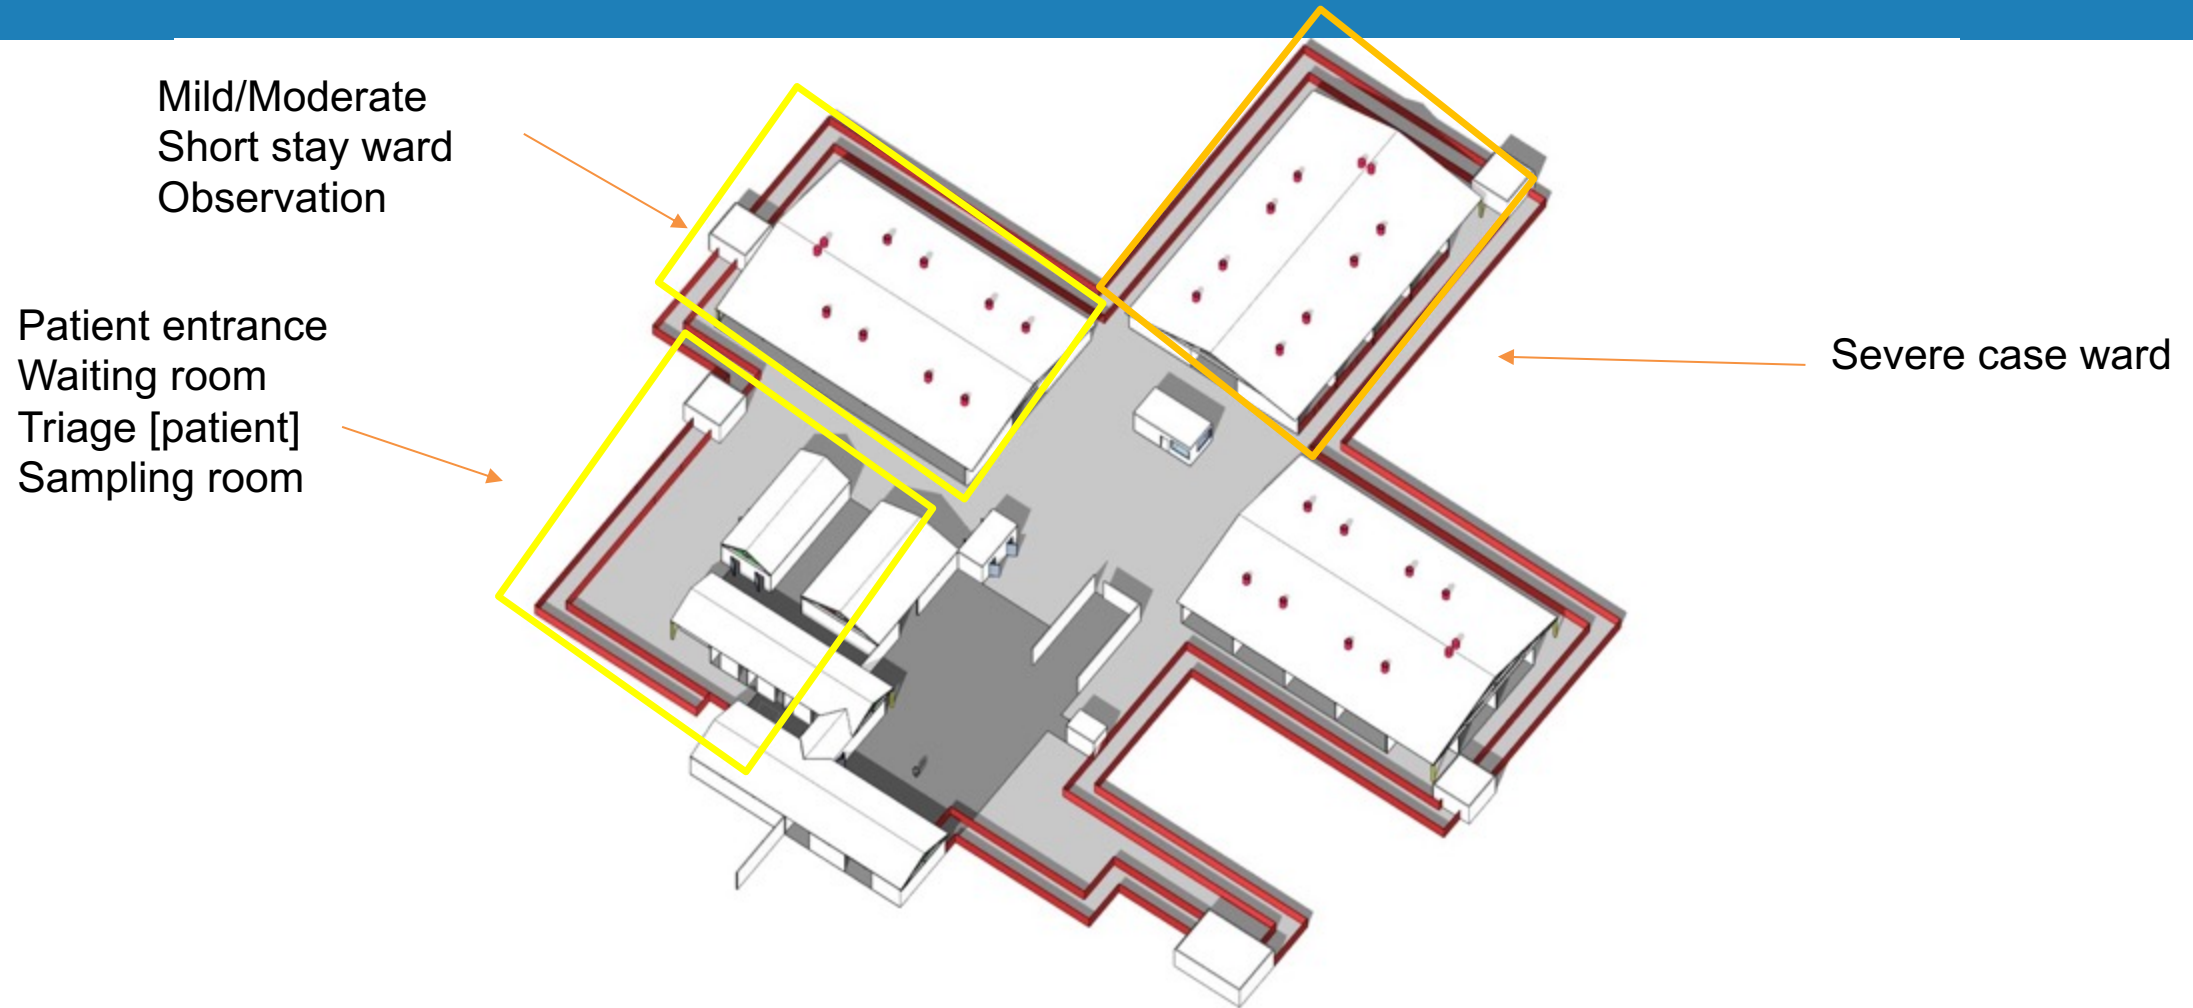 Mild/Moderate
Short stay ward
Observation
Patient entrance
Waiting room
Triage [patient]
Sampling room
Severe case ward